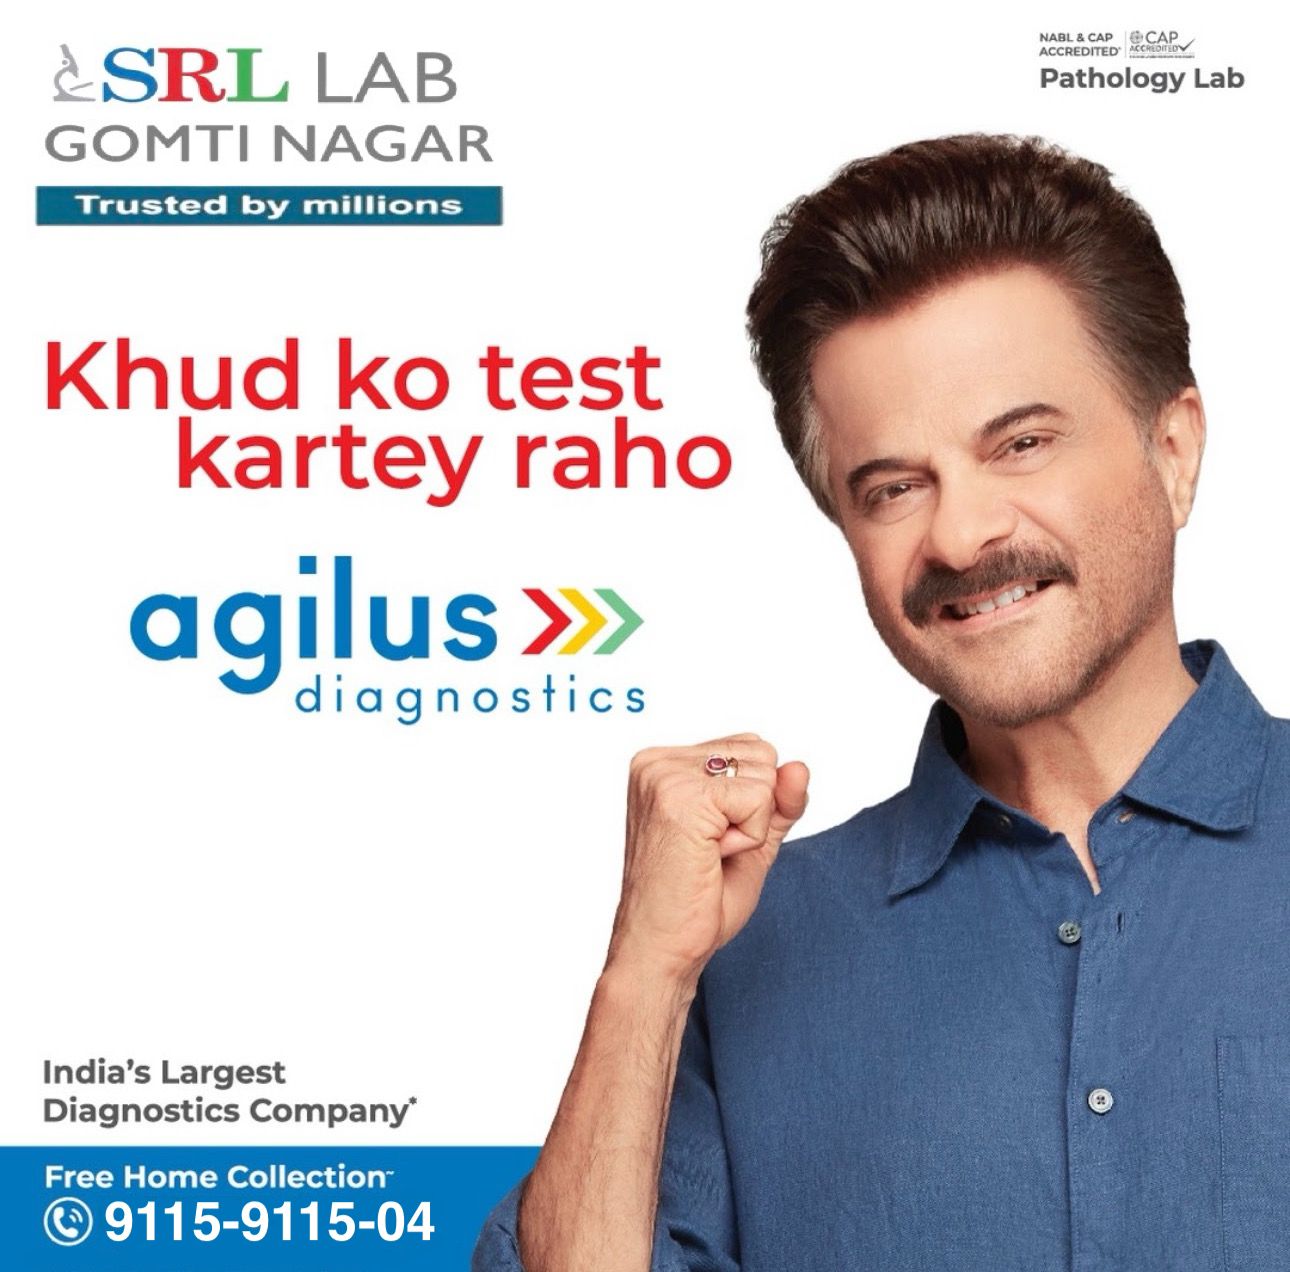 SRL LAB
GOMTI NAGAR
Trusted by millions
NABL & CAP
ACCREDITED*
CAP
ACCREDITED
Pathology Lab
Khud ko test
kartey raho
agilus
diagnostics
India's Largest
Diagnostics Company*
Free Home Collection~
9115-9115-04